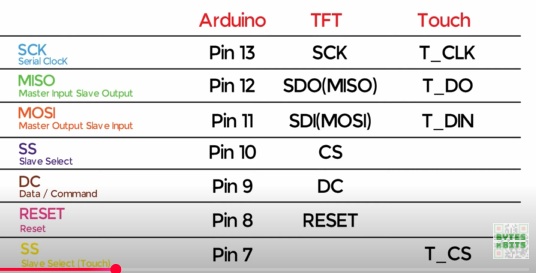 Arduino TFT Touch
SCK Pin 13 SCK T_CLK
Serial ClocK
MISO Pin 12 SDO(MISO) T_DO
Master Input Slave Output
MOSI Pin 11 SDI(MOSI) T_DIN
Master Output Slave Input
SS Pin 10 CS
Slave Select
DC Pin 9 DC
Data / Command
RESET Pin 8 RESET
Reset
SS Pin 7 T_CS
Slave Select (Touch)
BYTES
N BITS